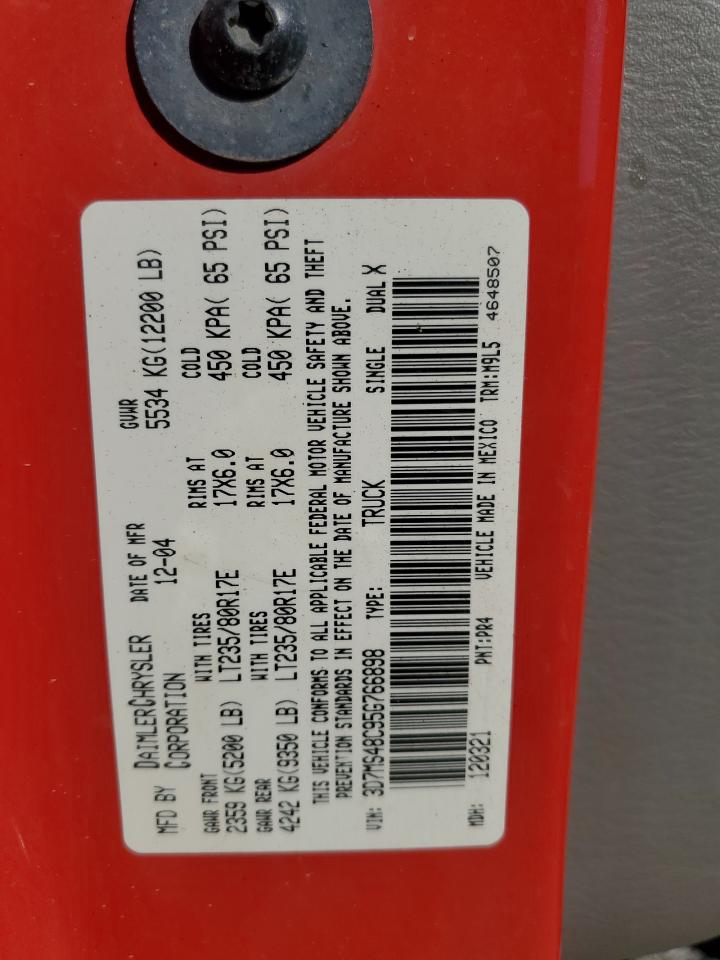 MFD BY DAIMLERCHRYSLER DATE OF MFR GVWR
CORPORATION 12-04 5534 KG(12200 LB)
GAWR FRONT WITH TIRES RIMS AT COLD
2359 KG(5200 LB) LT235/80R17E 17X6.0 450 KPA( 65 PSI)
GAWR REAR WITH TIRES RIMS AT COLD
4242 KG(9350 LB) LT235/80R17E 17X6.0 450 KPA( 65 PSI)
THIS VEHICLE CONFORMS TO ALL APPLICABLE FEDERAL MOTOR VEHICLE SAFETY AND THEFT
PREVENTION STANDARDS IN EFFECT ON THE DATE OF MANUFACTURE SHOWN ABOVE.
VIN: 3D7MS48C95G766898 TYPE: TRUCK SINGLE DUAL X
MDH: 120321 PNT:PR4 VEHICLE MADE IN MEXICO TRM:M9L5 4648507